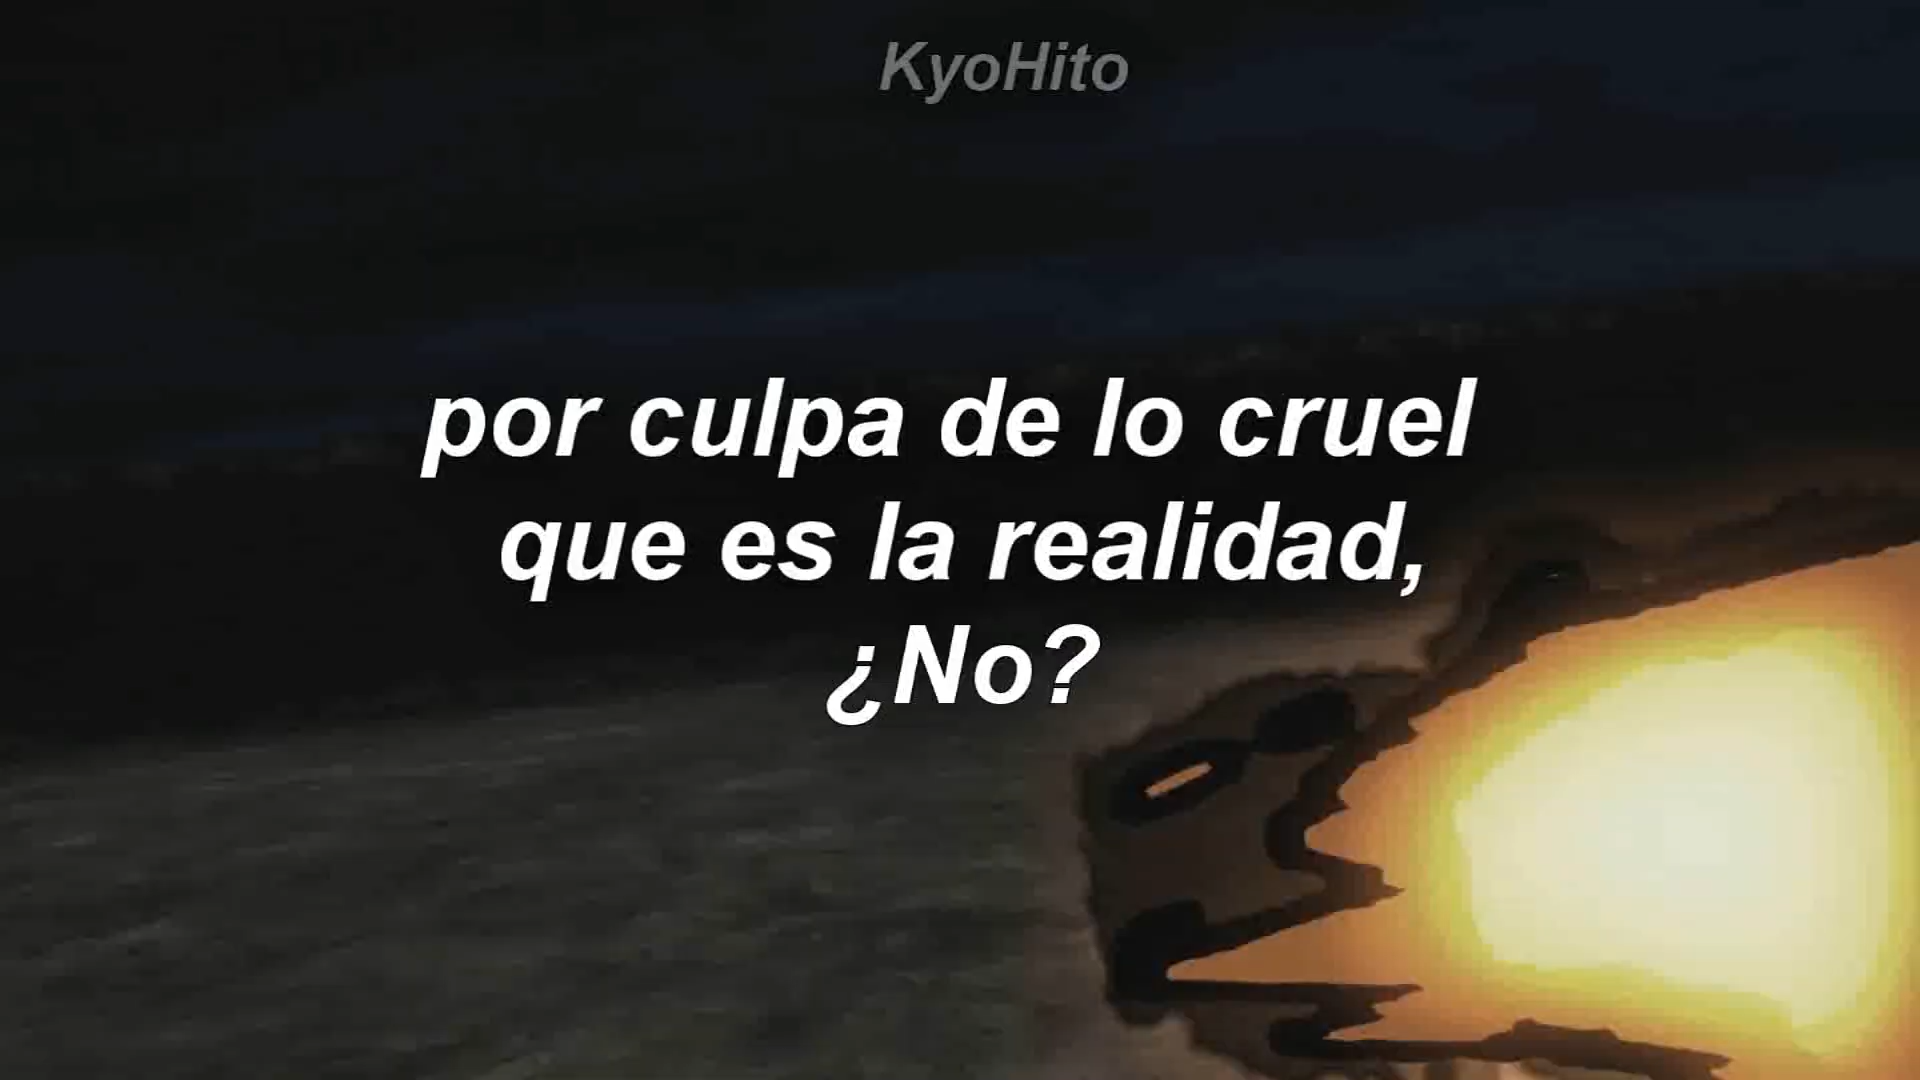 KyoHito
por culpa de lo cruel
que es la realidad,
¿No?